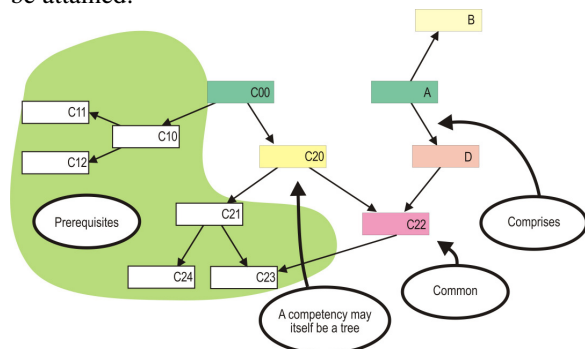 be attained.
B
C00
A
C11
C10
C12
C20
D
C21
Prerequisites
C22
Comprises
C24
C23
Common
A competency may
itself be a tree